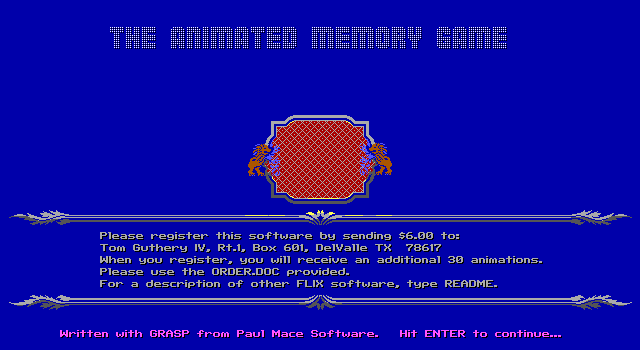 THE ANIMATED MEMORY GAME
Please register this software by sending $6.00 to:
Tom Guthery IV, Rt.1, Box 601, DelValle TX  78617
When you register, you will receive an additional 30 animations.
Please use the ORDER.DOC provided.
For a description of other FLIX software, type README.
Written with GRASP from Paul Mace Software.   Hit ENTER to continue...